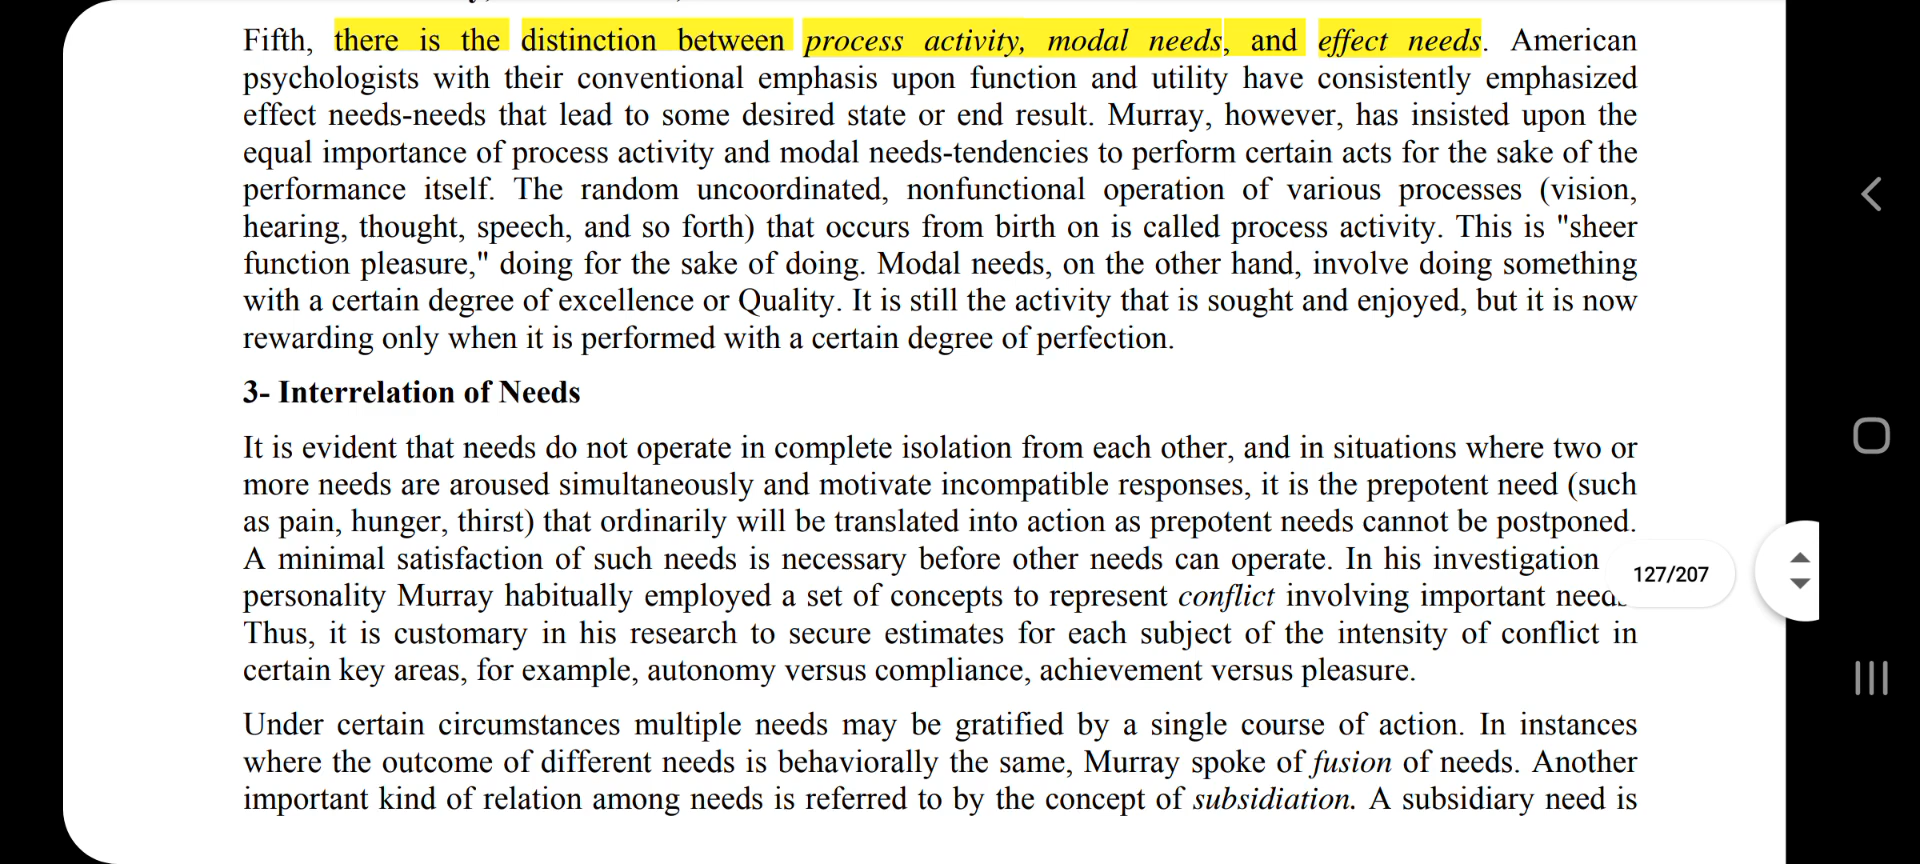 Fifth, there is the distinction between process activity, modal needs, and effect needs. American
psychologists with their conventional emphasis upon function and utility have consistently emphasized
effect needs-needs that lead to some desired state or end result. Murray, however, has insisted upon the
equal importance of process activity and modal needs-tendencies to perform certain acts for the sake of the
performance itself. The random uncoordinated, nonfunctional operation of various processes (vision,
hearing, thought, speech, and so forth) that occurs from birth on is called process activity. This is "sheer
function pleasure," doing for the sake of doing. Modal needs, on the other hand, involve doing something
with a certain degree of excellence or Quality. It is still the activity that is sought and enjoyed, but it is now
rewarding only when it is performed with a certain degree of perfection.
3- Interrelation of Needs
It is evident that needs do not operate in complete isolation from each other, and in situations where two or
more needs are aroused simultaneously and motivate incompatible responses, it is the prepotent need (such
as pain, hunger, thirst) that ordinarily will be translated into action as prepotent needs cannot be postponed.
A minimal satisfaction of such needs is necessary before other needs can operate. In his investigation
127/207
personality Murray habitually employed a set of concepts to represent conflict involving important
Thus, it is customary in his research to secure estimates for each subject of the intensity of conflict in
certain key areas, for example, autonomy versus compliance, achievement versus pleasure.
Under certain circumstances multiple needs may be gratified by a single course of action. In instances
where the outcome of different needs is behaviorally the same, Murray spoke of fusion of needs. Another
important kind of relation among needs is referred to by the concept of subsidiation. A subsidiary need is